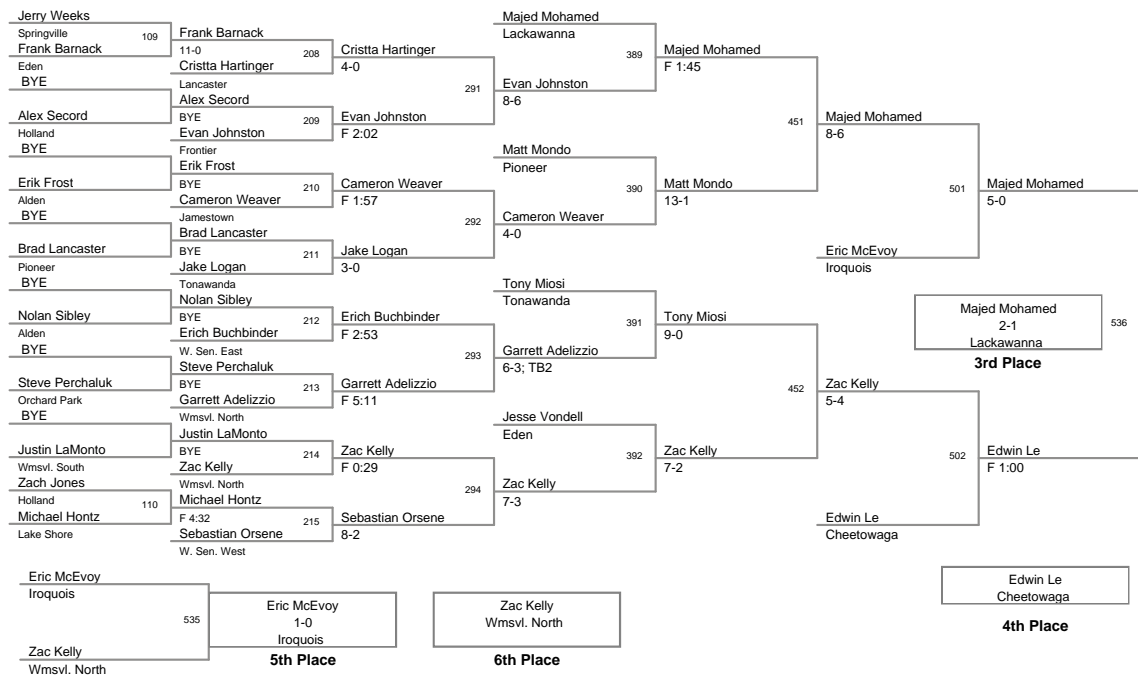 Jerry Weeks
Springville
109
Frank Barnack
Eden
BYE
Alex Secord
Holland
BYE
Erik Frost
Alden
BYE
Brad Lancaster
Pioneer
BYE
Nolan Sibley
Alden
BYE
Steve Perchaluk
Orchard Park
BYE
Justin LaMonto
Wmsvl. South
Zach Jones
Holland
110
Michael Hontz
Lake Shore
Frank Barnack
11-0
208
Cristta Hartinger
Lancaster
Alex Secord
BYE
209
Evan Johnston
Frontier
Erik Frost
BYE
210
Cameron Weaver
Jamestown
Brad Lancaster
BYE
211
Jake Logan
Tonawanda
Nolan Sibley
BYE
212
Erich Buchbinder
W. Sen. East
Steve Perchaluk
BYE
213
Garrett Adelizzio
Wmsvl. North
Justin LaMonto
BYE
214
Zac Kelly
Wmsvl. North
Michael Hontz
F 4:32
215
Sebastian Orsene
W. Sen. West
Cristta Hartinger
4-0
291
Evan Johnston
F 2:02
Cameron Weaver
F 1:57
292
Jake Logan
3-0
Erich Buchbinder
F 2:53
293
Garrett Adelizzio
F 5:11
Zac Kelly
F 0:29
294
Sebastian Orsene
8-2
Majed Mohamed
Lackawanna
389
Evan Johnston
8-6
Matt Mondo
Pioneer
390
Cameron Weaver
4-0
Tony Miosi
Tonawanda
391
Garrett Adelizzio
6-3; TB2
Jesse Vondell
Eden
392
Zac Kelly
7-3
Majed Mohamed
F 1:45
451
Matt Mondo
13-1
Tony Miosi
9-0
452
Zac Kelly
7-2
Majed Mohamed
8-6
501
Eric McEvoy
Iroquois
Zac Kelly
5-4
502
Edwin Le
Cheetowaga
Majed Mohamed
5-0
Majed Mohamed
2-1
Lackawanna
536
3rd Place
Edwin Le
F 1:00
Edwin Le
Cheetowaga
4th Place
Eric McEvoy
Iroquois
535
Zac Kelly
Wmsvl. North
Eric McEvoy
1-0
Iroquois
5th Place
Zac Kelly
Wmsvl. North
6th Place